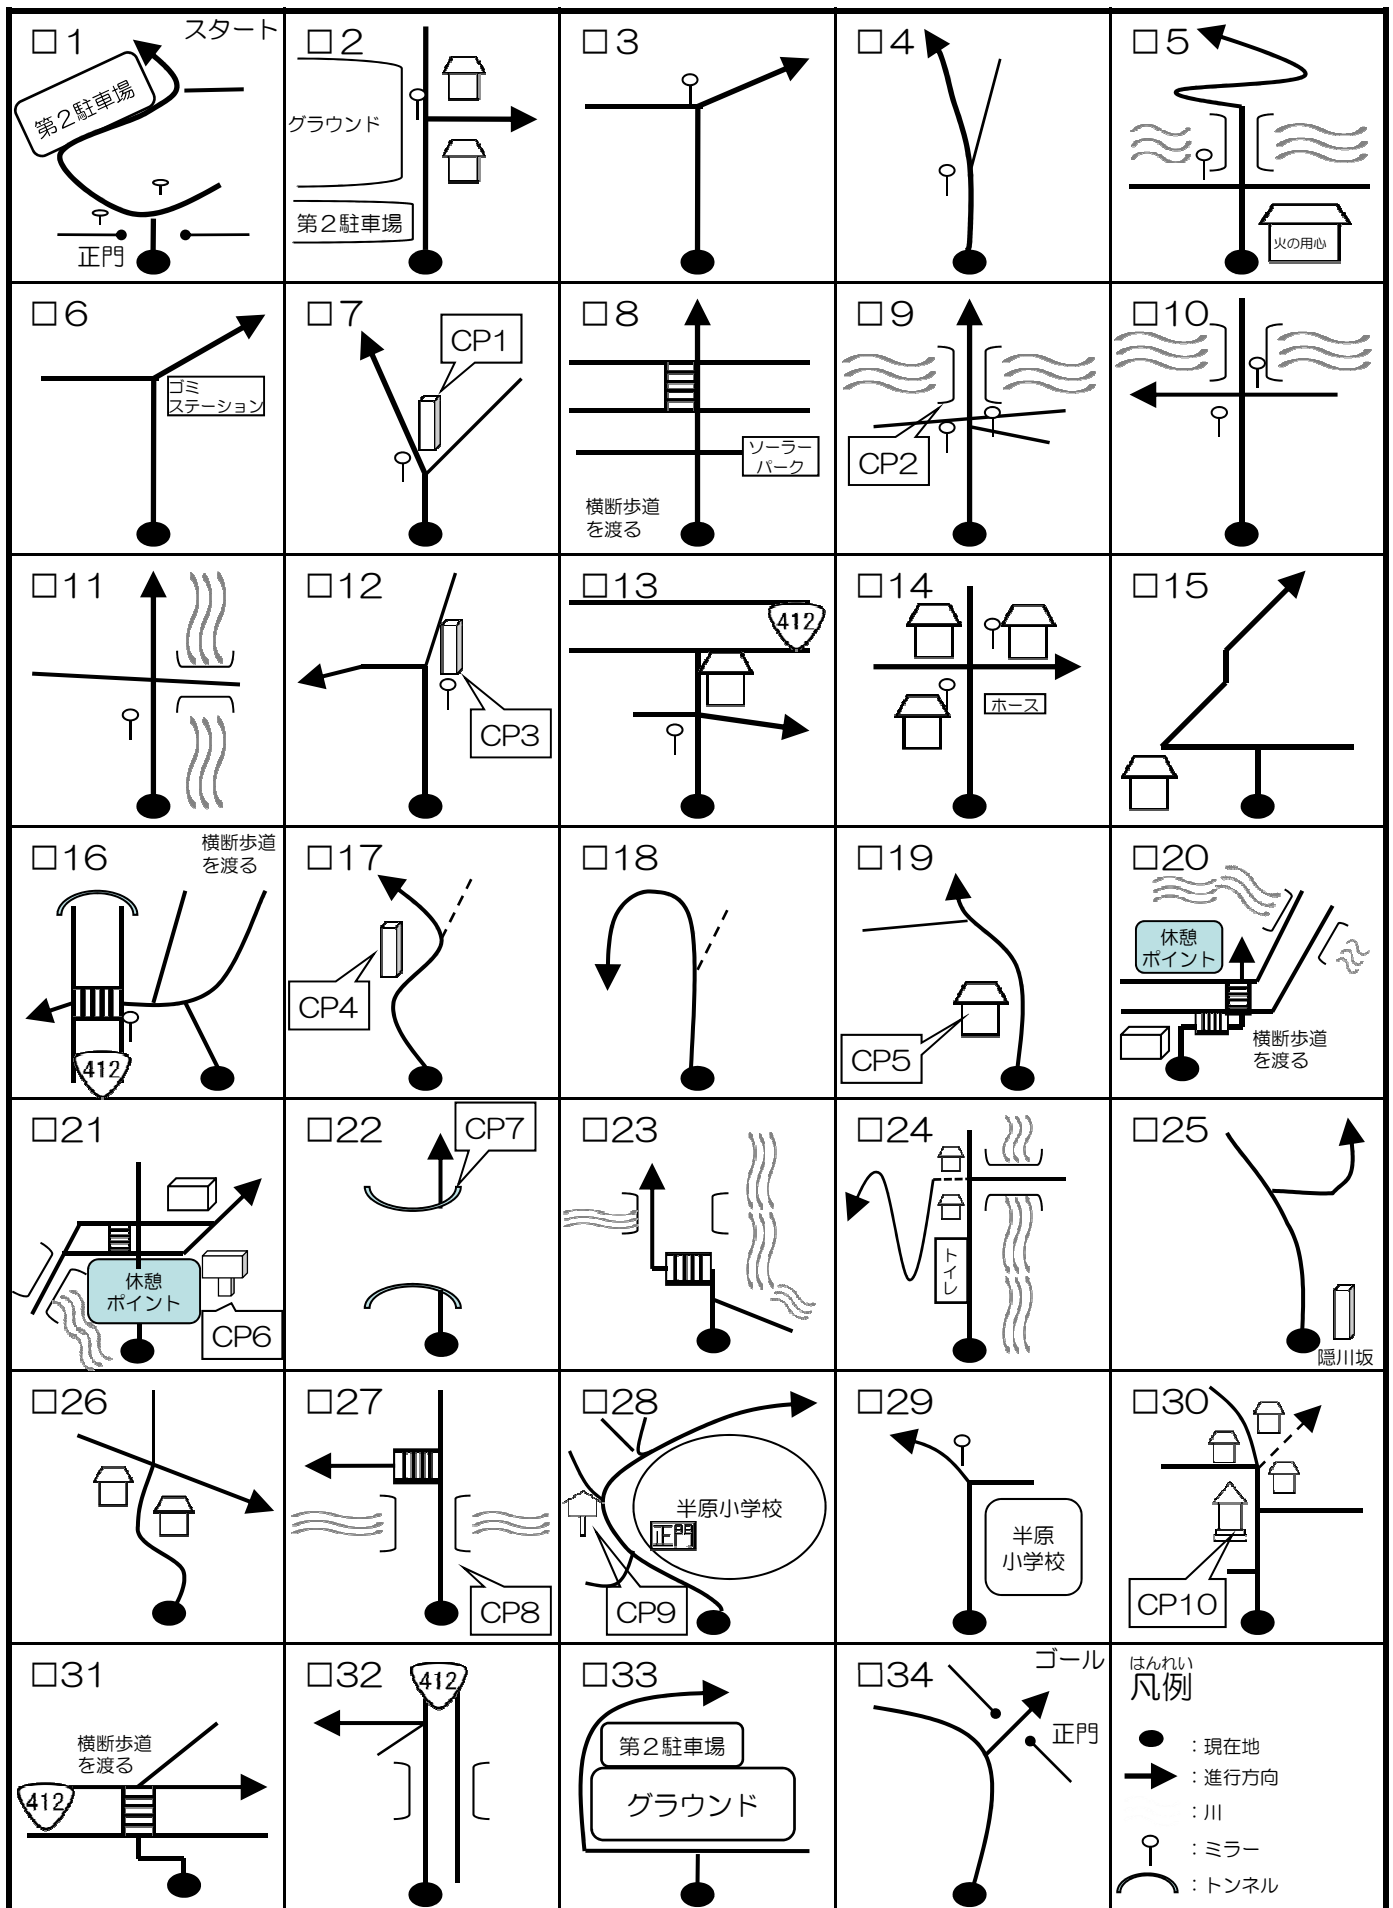 □1
スタート
第2駐車場
正門
□2
グラウンド
第2駐車場
□3
□4
□5
火の用心
□6
ゴミ
ステーション
□7
CP1
□8
ソーラー
パーク
横断歩道
を渡る
□9
CP2
□10
□11
□12
CP3
□13
412
□14
ホース
□15
□16
横断歩道
を渡る
412
□17
CP4
□18
□19
CP5
□20
休憩
ポイント
横断歩道
を渡る
□21
休憩
ポイント
CP6
□22
CP7
□23
□24
トイレ
□25
隠川坂
□26
□27
CP8
□28
半原小学校
正門
CP9
□29
半原
小学校
□30
CP10
□31
横断歩道
を渡る
412
□32
412
□33
第2駐車場
グラウンド
□34
ゴール
正門
はんれい
凡例
：現在地
：進行方向
：川
：ミラー
：トンネル